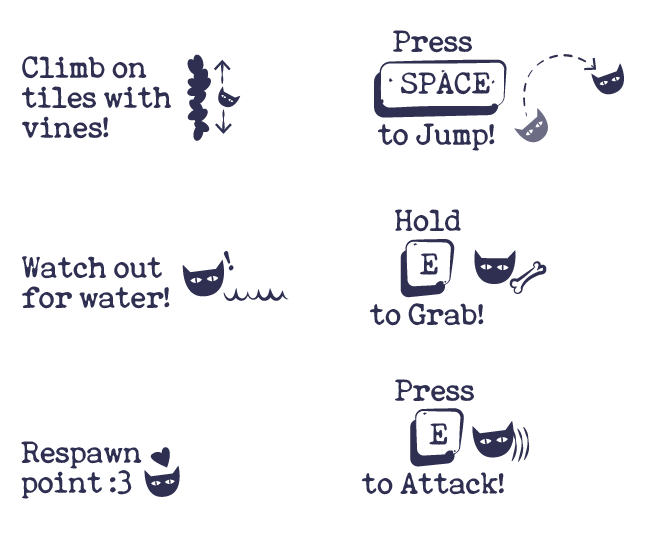 Climb on
tiles with
vines!
Press
SPACE
to Jump!
Watch out
for water!
!
Hold
E
to Grab!
Respawn
point :3
Press
E
to Attack!